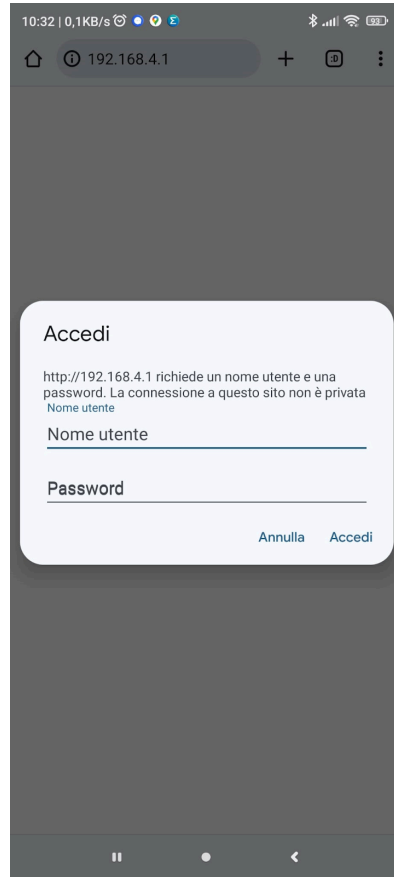 10:32 | 0,1KB/s
93
192.168.4.1
:D
Accedi
http://192.168.4.1 richiede un nome utente e una
password. La connessione a questo sito non è privata
Nome utente
Nome utente
Password
Annulla Accedi